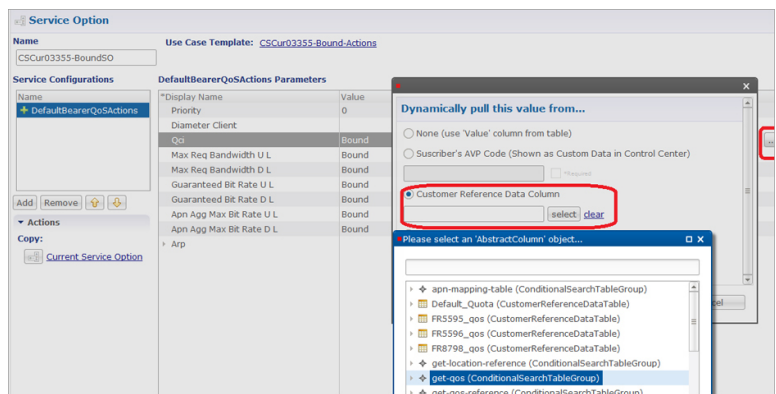 Service Option
Name
Use Case Template: CSCur03355-Bound-Actions
CSCur03355-BoundSO
Service Configurations
DefaultBearerQoSActions Parameters
Name
DefaultBearerQoSActions
*Display Name Value
Priority 0
Diameter Client
Qci Bound
Max Req Bandwidth U L Bound
Max Req Bandwidth D L Bound
Guaranteed Bit Rate U L Bound
Guaranteed Bit Rate D L Bound
Apn Agg Max Bit Rate U L Bound
Apn Agg Max Bit Rate D L Bound
Arp
Add Remove
Actions
Copy:
Current Service Option
Dynamically pull this value from...
None (use 'Value' column from table)
Suscriber's AVP Code (Shown as Custom Data in Control Center)
*Required
Customer Reference Data Column
select clear
Please select an 'AbstractColumn' object...
apn-mapping-table (ConditionalSearchTableGroup)
Default_Quota (CustomerReferenceDataTable)
FR5595_qos (CustomerReferenceDataTable)
FR5596_qos (CustomerReferenceDataTable)
FR8798_qos (CustomerReferenceDataTable)
get-location-reference (ConditionalSearchTableGroup)
get-qos (ConditionalSearchTableGroup)
get-qos-reference (ConditionalSearchTableGroup)